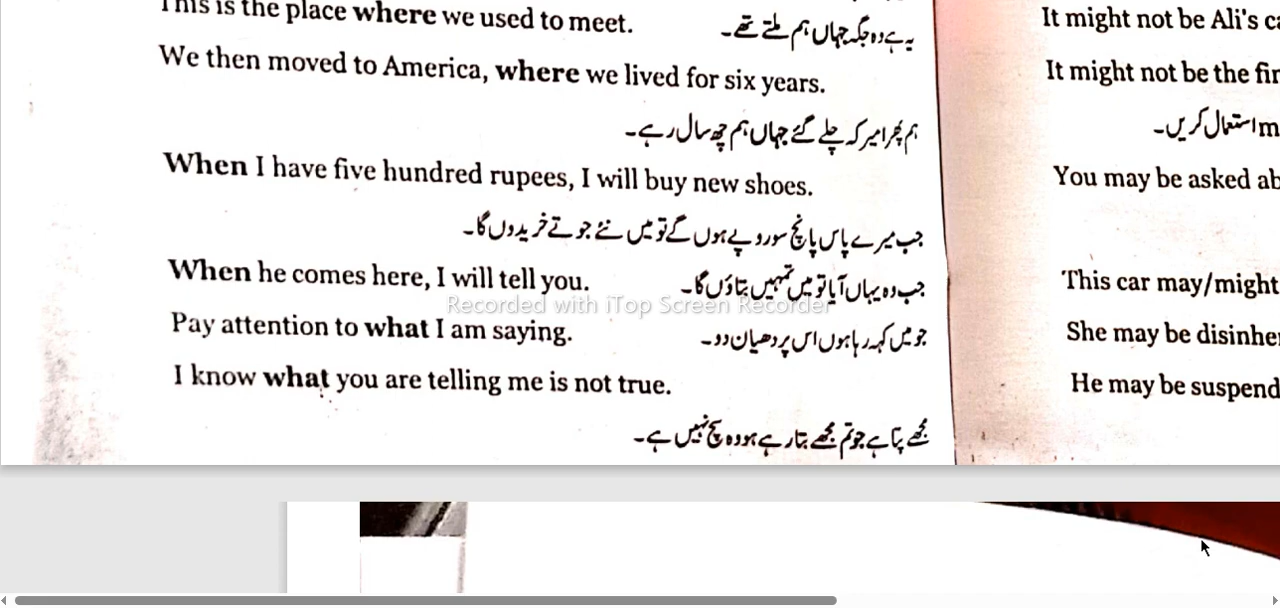 This is the place where we used to meet.
یہ ہے وہ جگہ جہاں ہم ملتے تھے۔
We then moved to America, where we lived for six years.
ہم پھر امیرکہ چلے گئے جہاں ہم چھ سال رہے۔
When I have five hundred rupees, I will buy new shoes.
جب میرے پاس پانچ سو روپے ہوں گے تو میں نئے جوتے خریدوں گا۔
When he comes here, I will tell you.
جب وہ یہاں آیا تو میں تمہیں بتاؤں گا۔
Recorded with iTop Screen Recorder
Pay attention to what I am saying.
جو میں کہہ رہا ہوں اس پر دھیان دو۔
I know what you are telling me is not true.
مجھے پتا ہے جو تم مجھے بتا رہے ہو وہ سچ نہیں ہے۔
It might not be Ali's
It might not be the
استعمال کریں۔
You may be asked
This car may/might
She may be
He may be